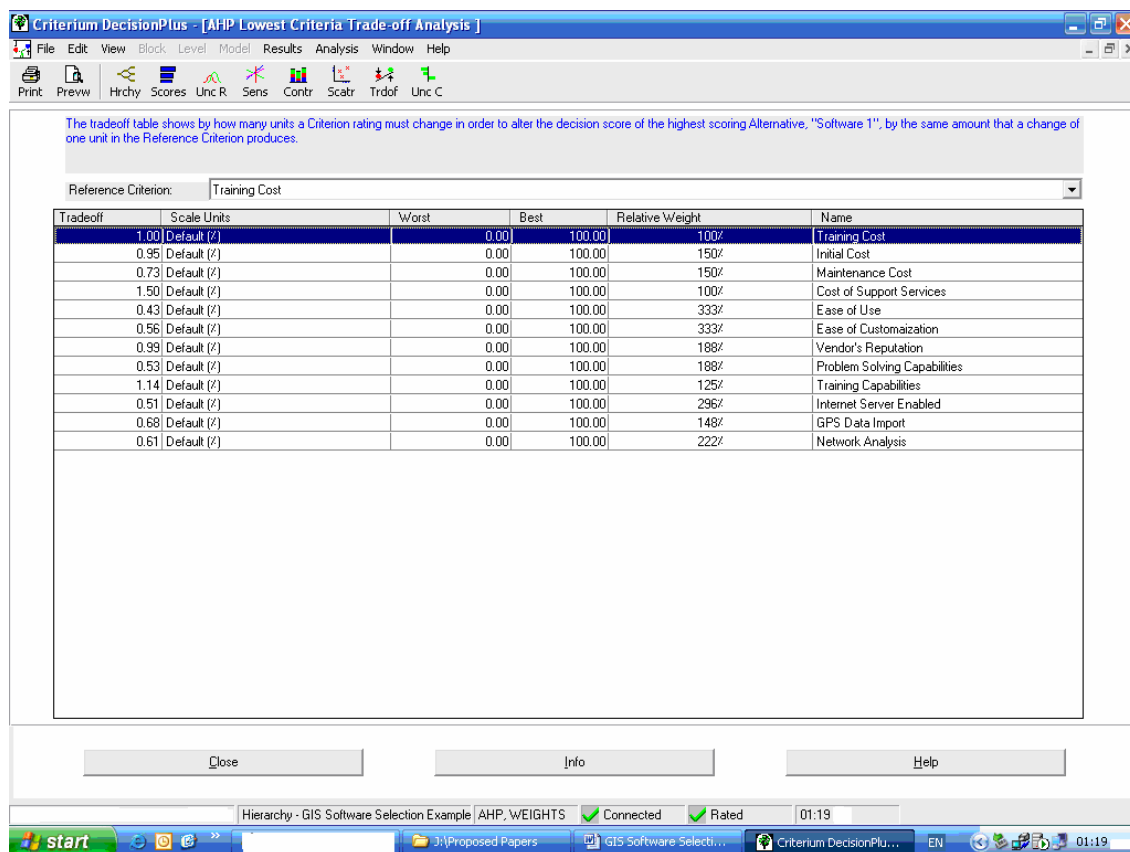 Criterium DecisionPlus - [AHP Lowest Criteria Trade-off Analysis ]
File Edit View Block Level Model Results Analysis Window Help
Print Prevw Hrchy Scores Unc R Sens Contr Scatr Trdof Unc C
The tradeoff table shows by how many units a Criterion rating must change in order to alter the decision score of the highest scoring Alternative, "Software 1", by the same amount that a change of
one unit in the Reference Criterion produces.
Reference Criterion: Training Cost
Tradeoff Scale Units Worst Best Relative Weight Name
1.00 Default (%) 0.00 100.00 100% Training Cost
0.95 Default (%) 0.00 100.00 150% Initial Cost
0.73 Default (%) 0.00 100.00 150% Maintenance Cost
1.50 Default (%) 0.00 100.00 100% Cost of Support Services
0.43 Default (%) 0.00 100.00 333% Ease of Use
0.56 Default (%) 0.00 100.00 333% Ease of Customaization
0.99 Default (%) 0.00 100.00 188% Vendor's Reputation
0.53 Default (%) 0.00 100.00 188% Problem Solving Capabilities
1.14 Default (%) 0.00 100.00 125% Training Capabilities
0.51 Default (%) 0.00 100.00 296% Internet Server Enabled
0.68 Default (%) 0.00 100.00 148% GPS Data Import
0.61 Default (%) 0.00 100.00 222% Network Analysis
Close Info Help
Hierarchy - GIS Software Selection Example AHP, WEIGHTS Connected Rated 01:19
start J:\Proposed Papers GIS Software Selecti... Criterium DecisionPlu... EN 01:19